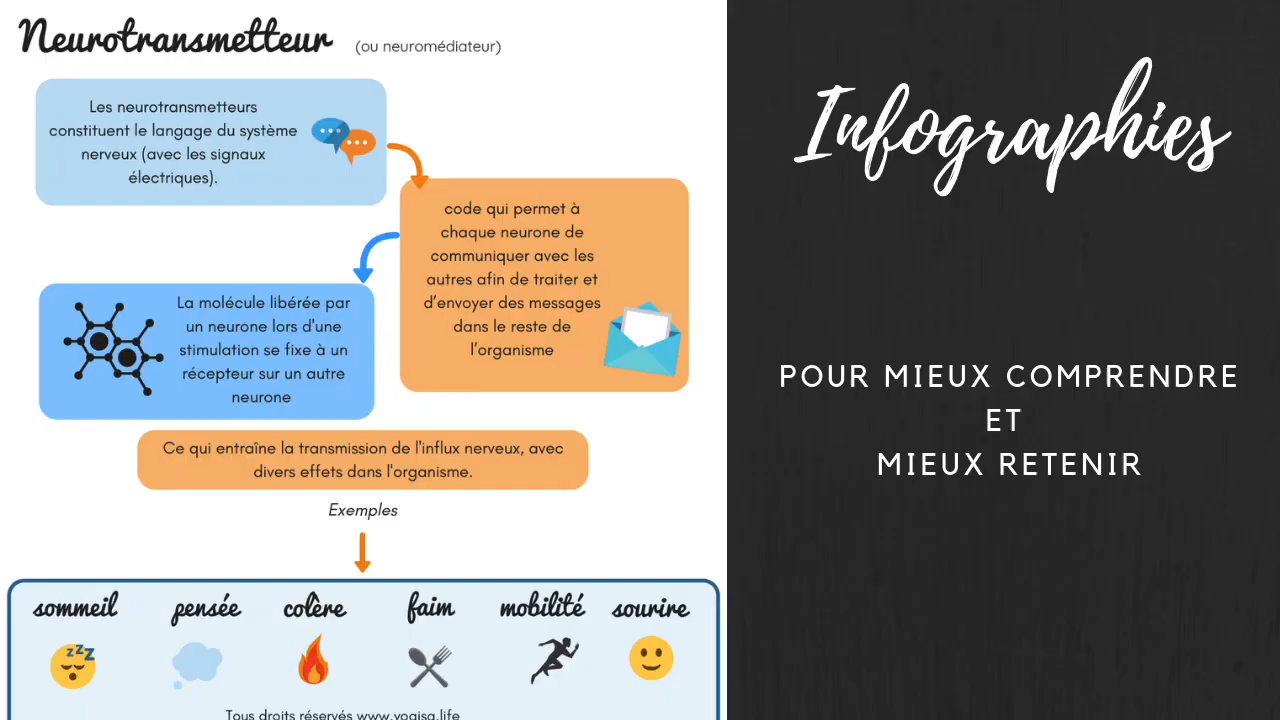 Neurotransmetteur (ou neuromédiateur)
Les neurotransmetteurs
constituent le langage du système
nerveux (avec les signaux
électriques).
code qui permet à
chaque neurone de
communiquer avec les
autres afin de traiter et
d'envoyer des messages
dans le reste de
l'organisme
La molécule libérée par
un neurone lors d'une
stimulation se fixe à un
récepteur sur un autre
neurone
Ce qui entraîne la transmission de l'influx nerveux, avec
divers effets dans l'organisme.
Exemples
sommeil pensée colère faim mobilité sourire
zzz
Tous droits réservés www.yogisa.life
Infographies
POUR MIEUX COMPRENDRE
ET
MIEUX RETENIR